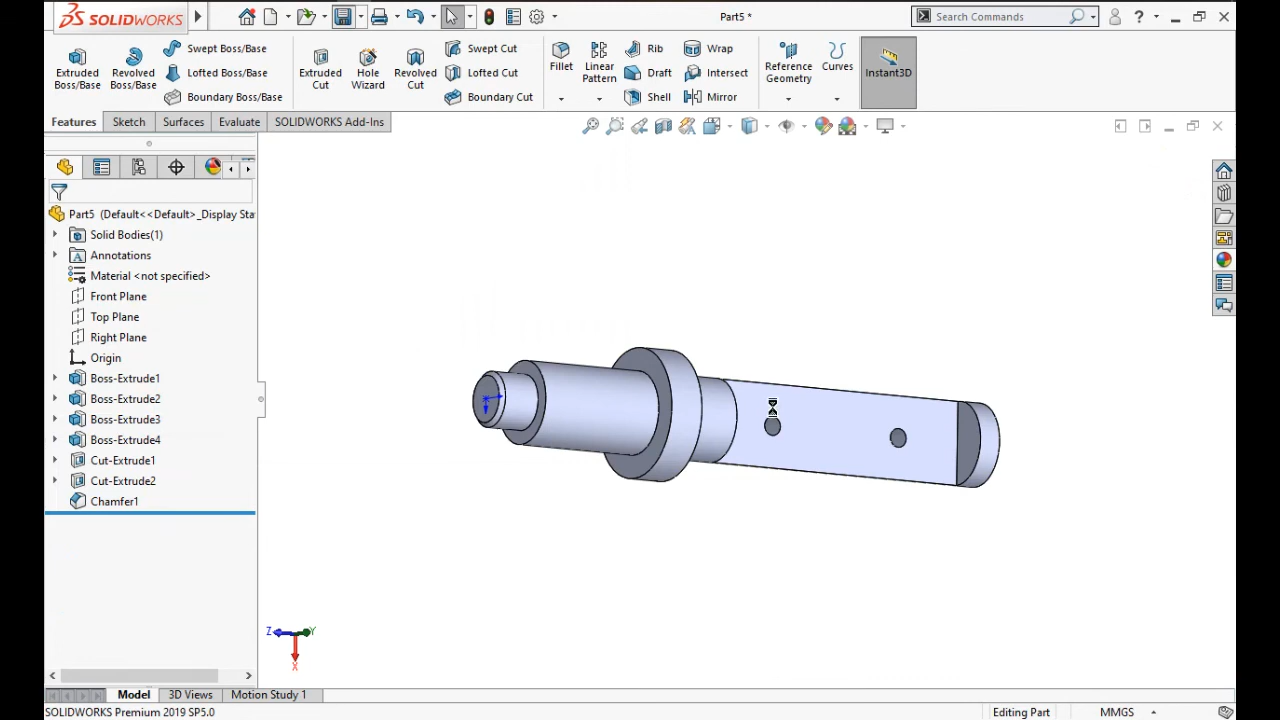 SOLIDWORKS
Part5 *
Search Commands
?
Extruded Boss/Base
Revolved Boss/Base
Swept Boss/Base
Lofted Boss/Base
Boundary Boss/Base
Extruded Cut
Hole Wizard
Revolved Cut
Swept Cut
Lofted Cut
Boundary Cut
Fillet
Linear Pattern
Rib
Draft
Shell
Wrap
Intersect
Mirror
Reference Geometry
Curves
Instant3D
Features
Sketch
Surfaces
Evaluate
SOLIDWORKS Add-Ins
Part5 (Default<<Default>_Display Sta
Solid Bodies(1)
Annotations
Material <not specified>
Front Plane
Top Plane
Right Plane
Origin
Boss-Extrude1
Boss-Extrude2
Boss-Extrude3
Boss-Extrude4
Cut-Extrude1
Cut-Extrude2
Chamfer1
Z
Y
X
Model
3D Views
Motion Study 1
SOLIDWORKS Premium 2019 SP5.0
Editing Part
MMGS